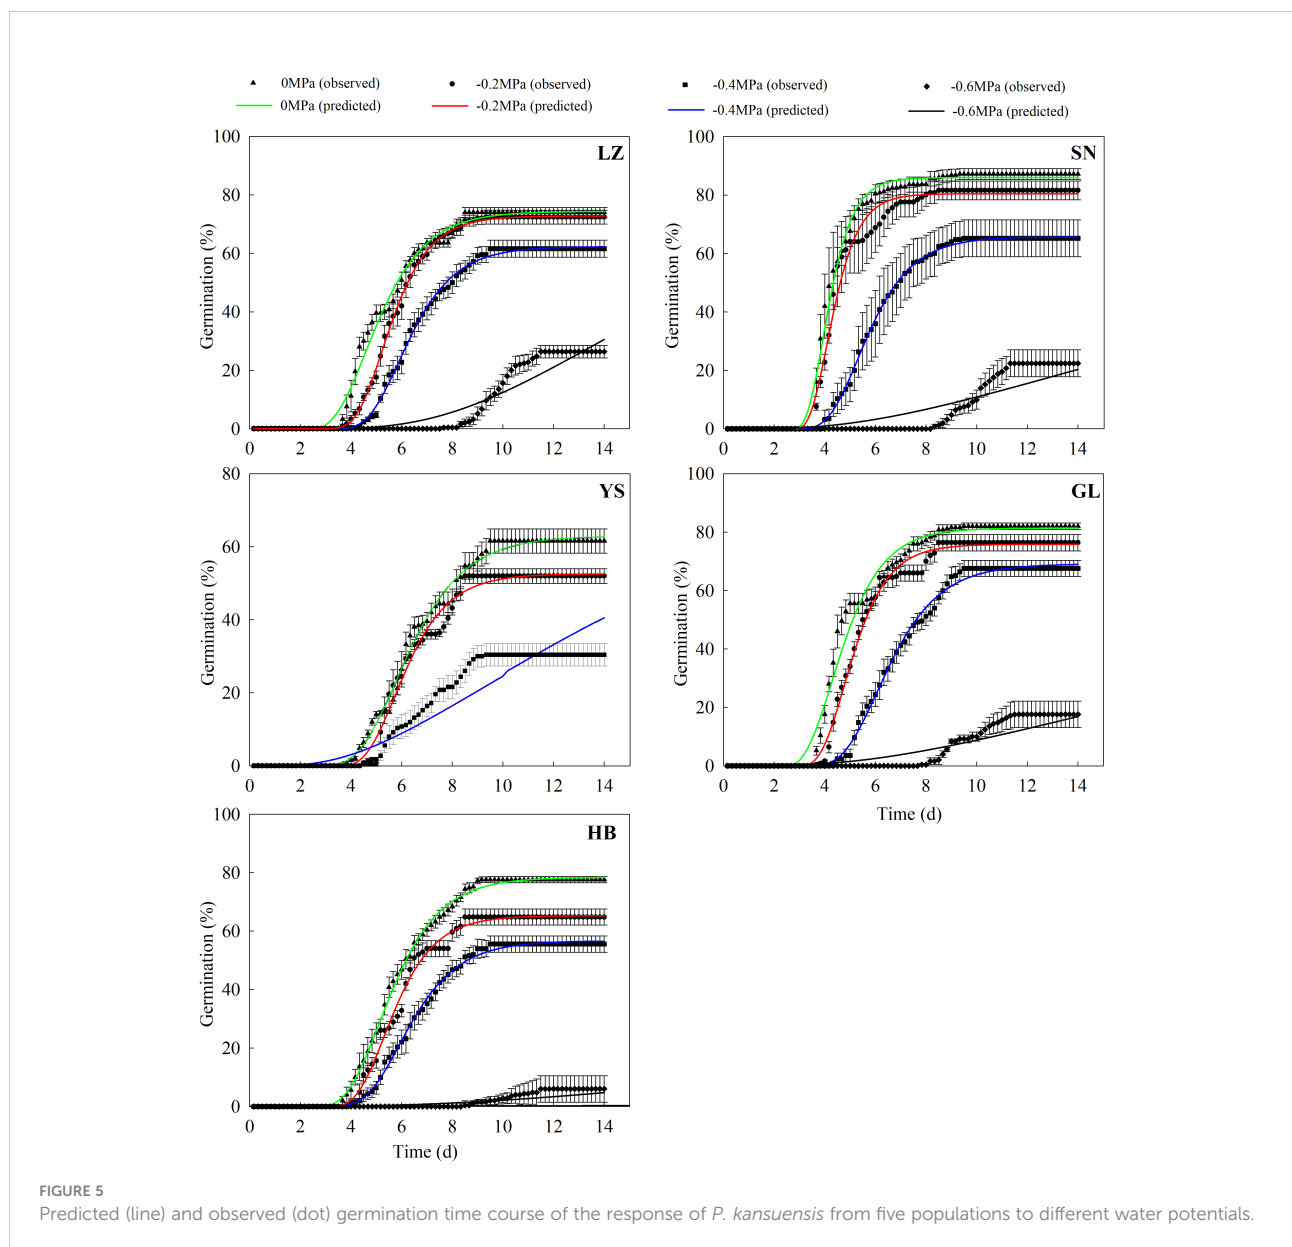 0MPa (observed) -0.2MPa (observed) -0.4MPa (observed) -0.6MPa (observed)
0MPa (predicted) -0.2MPa (predicted) -0.4MPa (predicted) -0.6MPa (predicted)
LZ
Germination (%)
100
80
60
40
20
0
0 2 4 6 8 10 12 14
SN
Germination (%)
100
80
60
40
20
0
0 2 4 6 8 10 12 14
YS
Germination (%)
80
60
40
20
0
0 2 4 6 8 10 12 14
GL
Germination (%)
100
80
60
40
20
0
0 2 4 6 8 10 12 14
Time (d)
HB
Germination (%)
100
80
60
40
20
0
0 2 4 6 8 10 12 14
Time (d)
FIGURE 5
Predicted (line) and observed (dot) germination time course of the response of P. kansuensis from five populations to different water potentials.